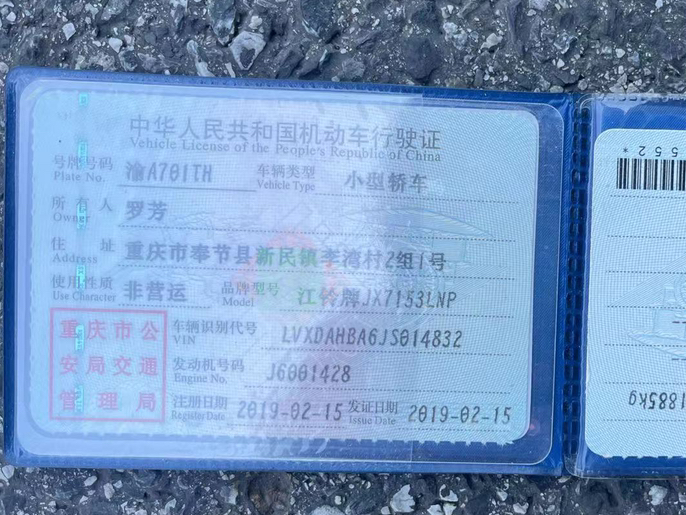 中华人民共和国机动车行驶证
Vehicle License of the People's Republic of China
号牌号码 渝A701TH 车辆类型 小型轿车
Plate No. Vehicle Type
所有人 罗芳
Owner
住址 重庆市奉节县新民镇李湾村2组1号
Address
使用性质 非营运 品牌型号 江铃牌JX7153LNP
Use Character Model
重庆市公 车辆识别代号 LVXDAHBA6JS014832
VIN
安局交通 发动机号码 J6001428
Engine No.
管理局 注册日期 2019-02-15 发证日期 2019-02-15
Register Date Issue Date
552*
1885kg